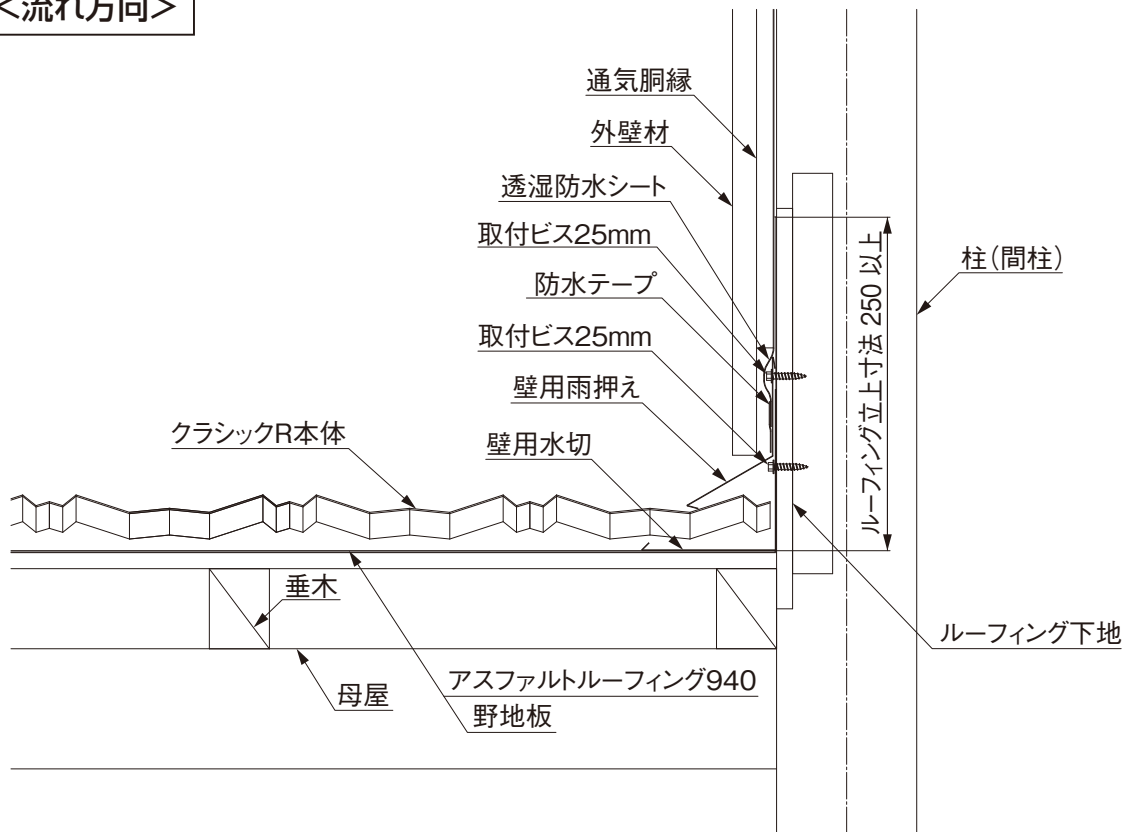 <流れ方向>
通気胴縁
外壁材
透湿防水シート
取付ビス25mm
防水テープ
取付ビス25mm
壁用雨押え
壁用水切
クラシックR本体
柱(間柱)
ルーフィング立上寸法 250 以上
垂木
母屋
アスファルトルーフィング940
野地板
ルーフィング下地